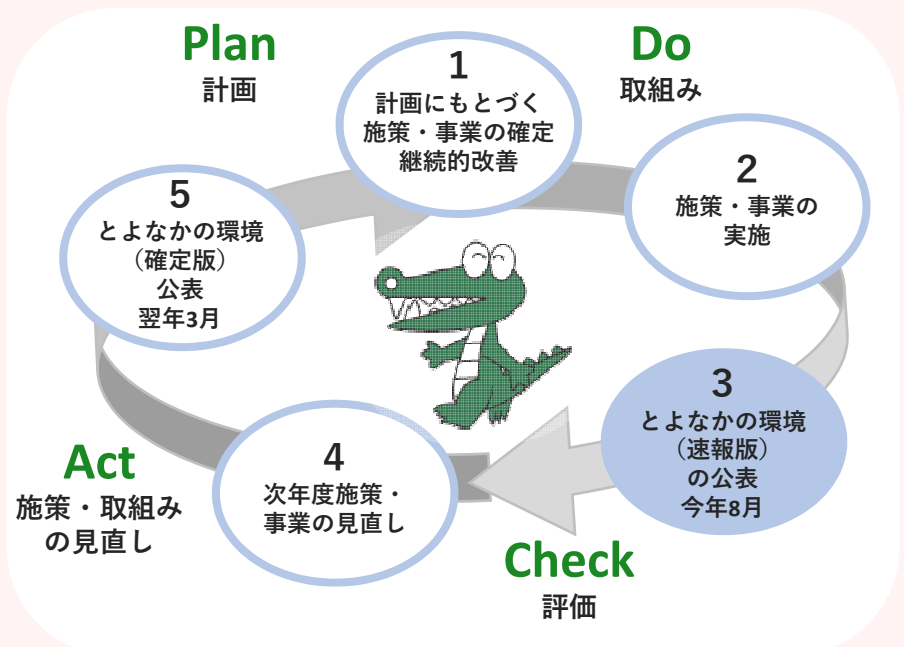 Plan
計画
1
計画にもとづく
施策・事業の確定
継続的改善
Do
取組み
2
施策・事業の
実施
3
とよなかの環境
（速報版）
の公表
今年8月
Check
評価
4
次年度施策・
事業の見直し
Act
施策・取組み
の見直し
5
とよなかの環境
（確定版）
公表
翌年3月